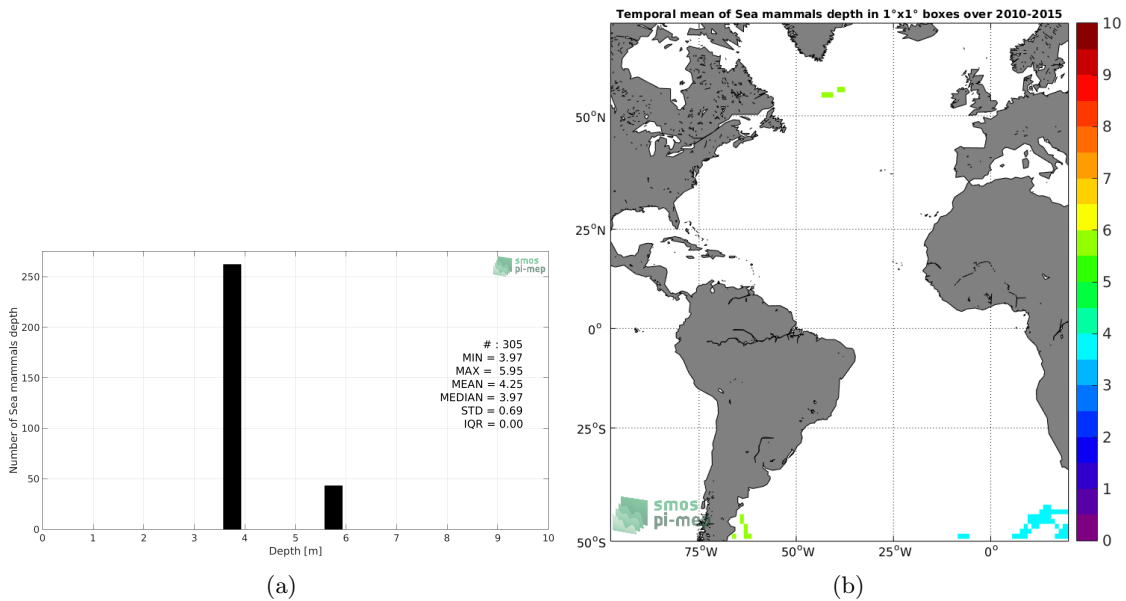 Temporal mean of Sea mammals depth in 1°x1° boxes over 2010-2015
Number of Sea mammals depth
250
200
150
100
50
0
0 1 2 3 4 5 6 7 8 9 10
Depth [m]
smos
pi-mep
# : 305
MIN = 3.97
MAX = 5.95
MEAN = 4.25
MEDIAN = 3.97
STD = 0.69
IQR = 0.00
(a)
50°N
25°N
0°
25°S
50°S
75°W 50°W 25°W 0°
smos
pi-mep
10
9
8
7
6
5
4
3
2
1
0
(b)